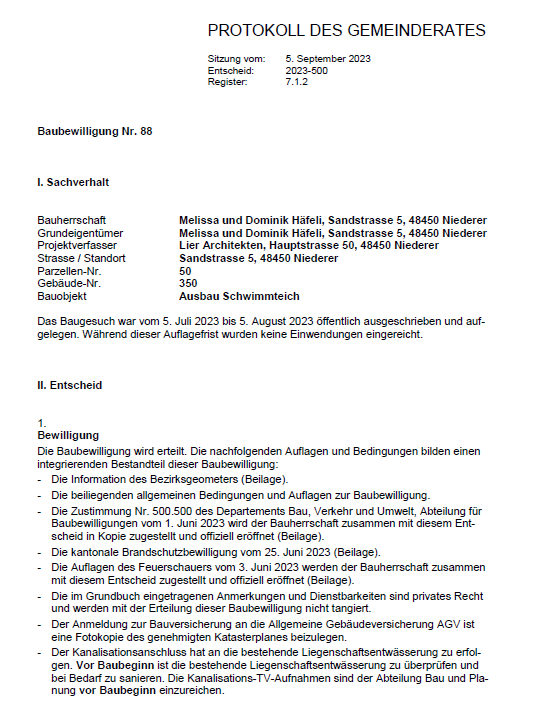 PROTOKOLL DES GEMEINDERATES
Sitzung vom: 5. September 2023
Entscheid: 2023-500
Register: 7.1.2
Baubewilligung Nr. 88
I. Sachverhalt
Bauherrschaft Melissa und Dominik Häfeli, Sandstrasse 5, 48450 Niederer
Grundeigentümer Melissa und Dominik Häfeli, Sandstrasse 5, 48450 Niederer
Projektverfasser Lier Architekten, Hauptstrasse 50, 48450 Niederer
Strasse / Standort Sandstrasse 5, 48450 Niederer
Parzellen-Nr. 50
Gebäude-Nr. 350
Bauobjekt Ausbau Schwimmteich
Das Baugesuch war vom 5. Juli 2023 bis 5. August 2023 öffentlich ausgeschrieben und auf-
gelegen. Während dieser Auflagefrist wurden keine Einwendungen eingereicht.
II. Entscheid
1.
Bewilligung
Die Baubewilligung wird erteilt. Die nachfolgenden Auflagen und Bedingungen bilden einen
integrierenden Bestandteil dieser Baubewilligung:
- Die Information des Bezirksgeometers (Beilage).
- Die beiliegenden allgemeinen Bedingungen und Auflagen zur Baubewilligung.
- Die Zustimmung Nr. 500.500 des Departements Bau, Verkehr und Umwelt, Abteilung für
Baubewilligungen vom 1. Juni 2023 wird der Bauherrschaft zusammen mit diesem Ent-
scheid in Kopie zugestellt und offiziell eröffnet (Beilage).
- Die kantonale Brandschutzbewilligung vom 25. Juni 2023 (Beilage).
- Die Auflagen des Feuerschauers vom 3. Juni 2023 werden der Bauherrschaft zusammen
mit diesem Entscheid zugestellt und offiziell eröffnet (Beilage).
- Die im Grundbuch eingetragenen Anmerkungen und Dienstbarkeiten sind privates Recht
und werden mit der Erteilung dieser Baubewilligung nicht tangiert.
- Der Anmeldung zur Bauversicherung an die Allgemeine Gebäudeversicherung AGV ist
eine Fotokopie des genehmigten Katasterplanes beizulegen.
- Der Kanalisationsanschluss hat an die bestehende Liegenschaftsentwässerung zu erfol-
gen. Vor Baubeginn ist die bestehende Liegenschaftsentwässerung zu überprüfen und
bei Bedarf zu sanieren. Die Kanalisations-TV-Aufnahmen sind der Abteilung Bau und Pla-
nung vor Baubeginn einzureichen.